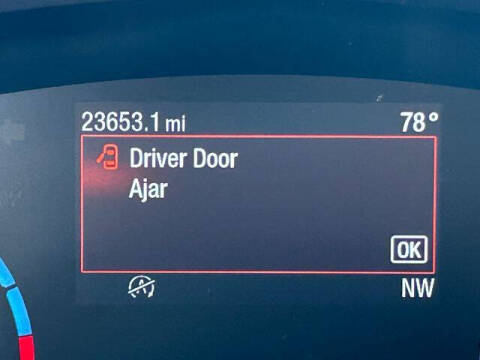 23653.1 mi 78°
Driver Door
Ajar
OK
NW